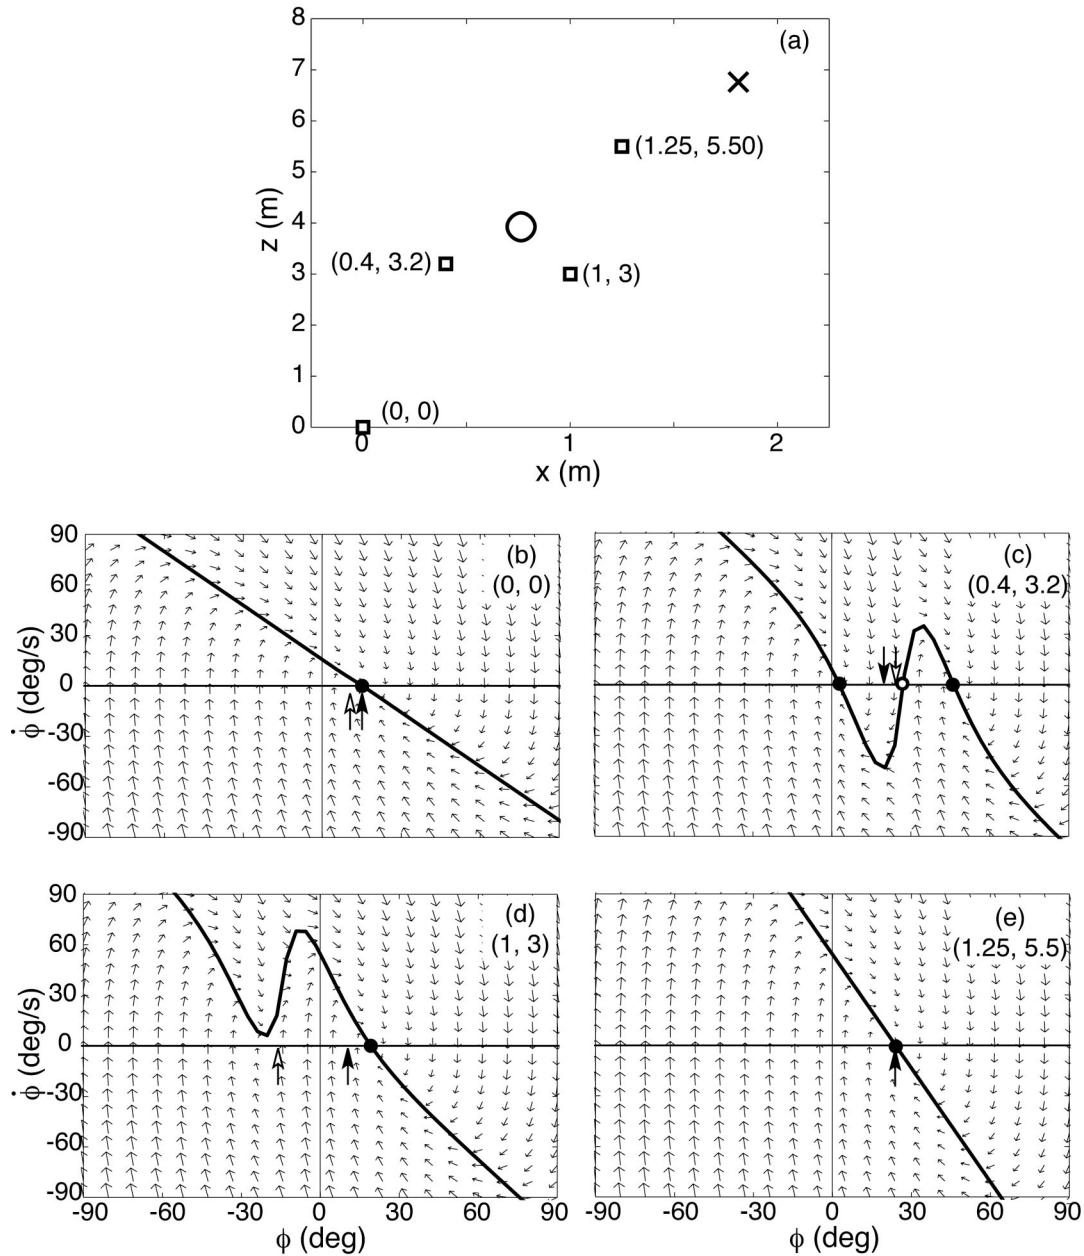 (a)
8
7
6
5
4
3
2
1
0
z (m)
(1.25, 5.50)
(0.4, 3.2)
(1, 3)
(0, 0)
0
1
2
x (m)
90
60
30
0
-30
-60
-90
ϕ̇ (deg/s)
(b)
(0, 0)
(c)
(0.4, 3.2)
90
60
30
0
-30
-60
-90
ϕ̇ (deg/s)
(d)
(1, 3)
(e)
(1.25, 5.5)
-90 -60 -30 0 30 60 90
ϕ (deg)
-90 -60 -30 0 30 60 90
ϕ (deg)